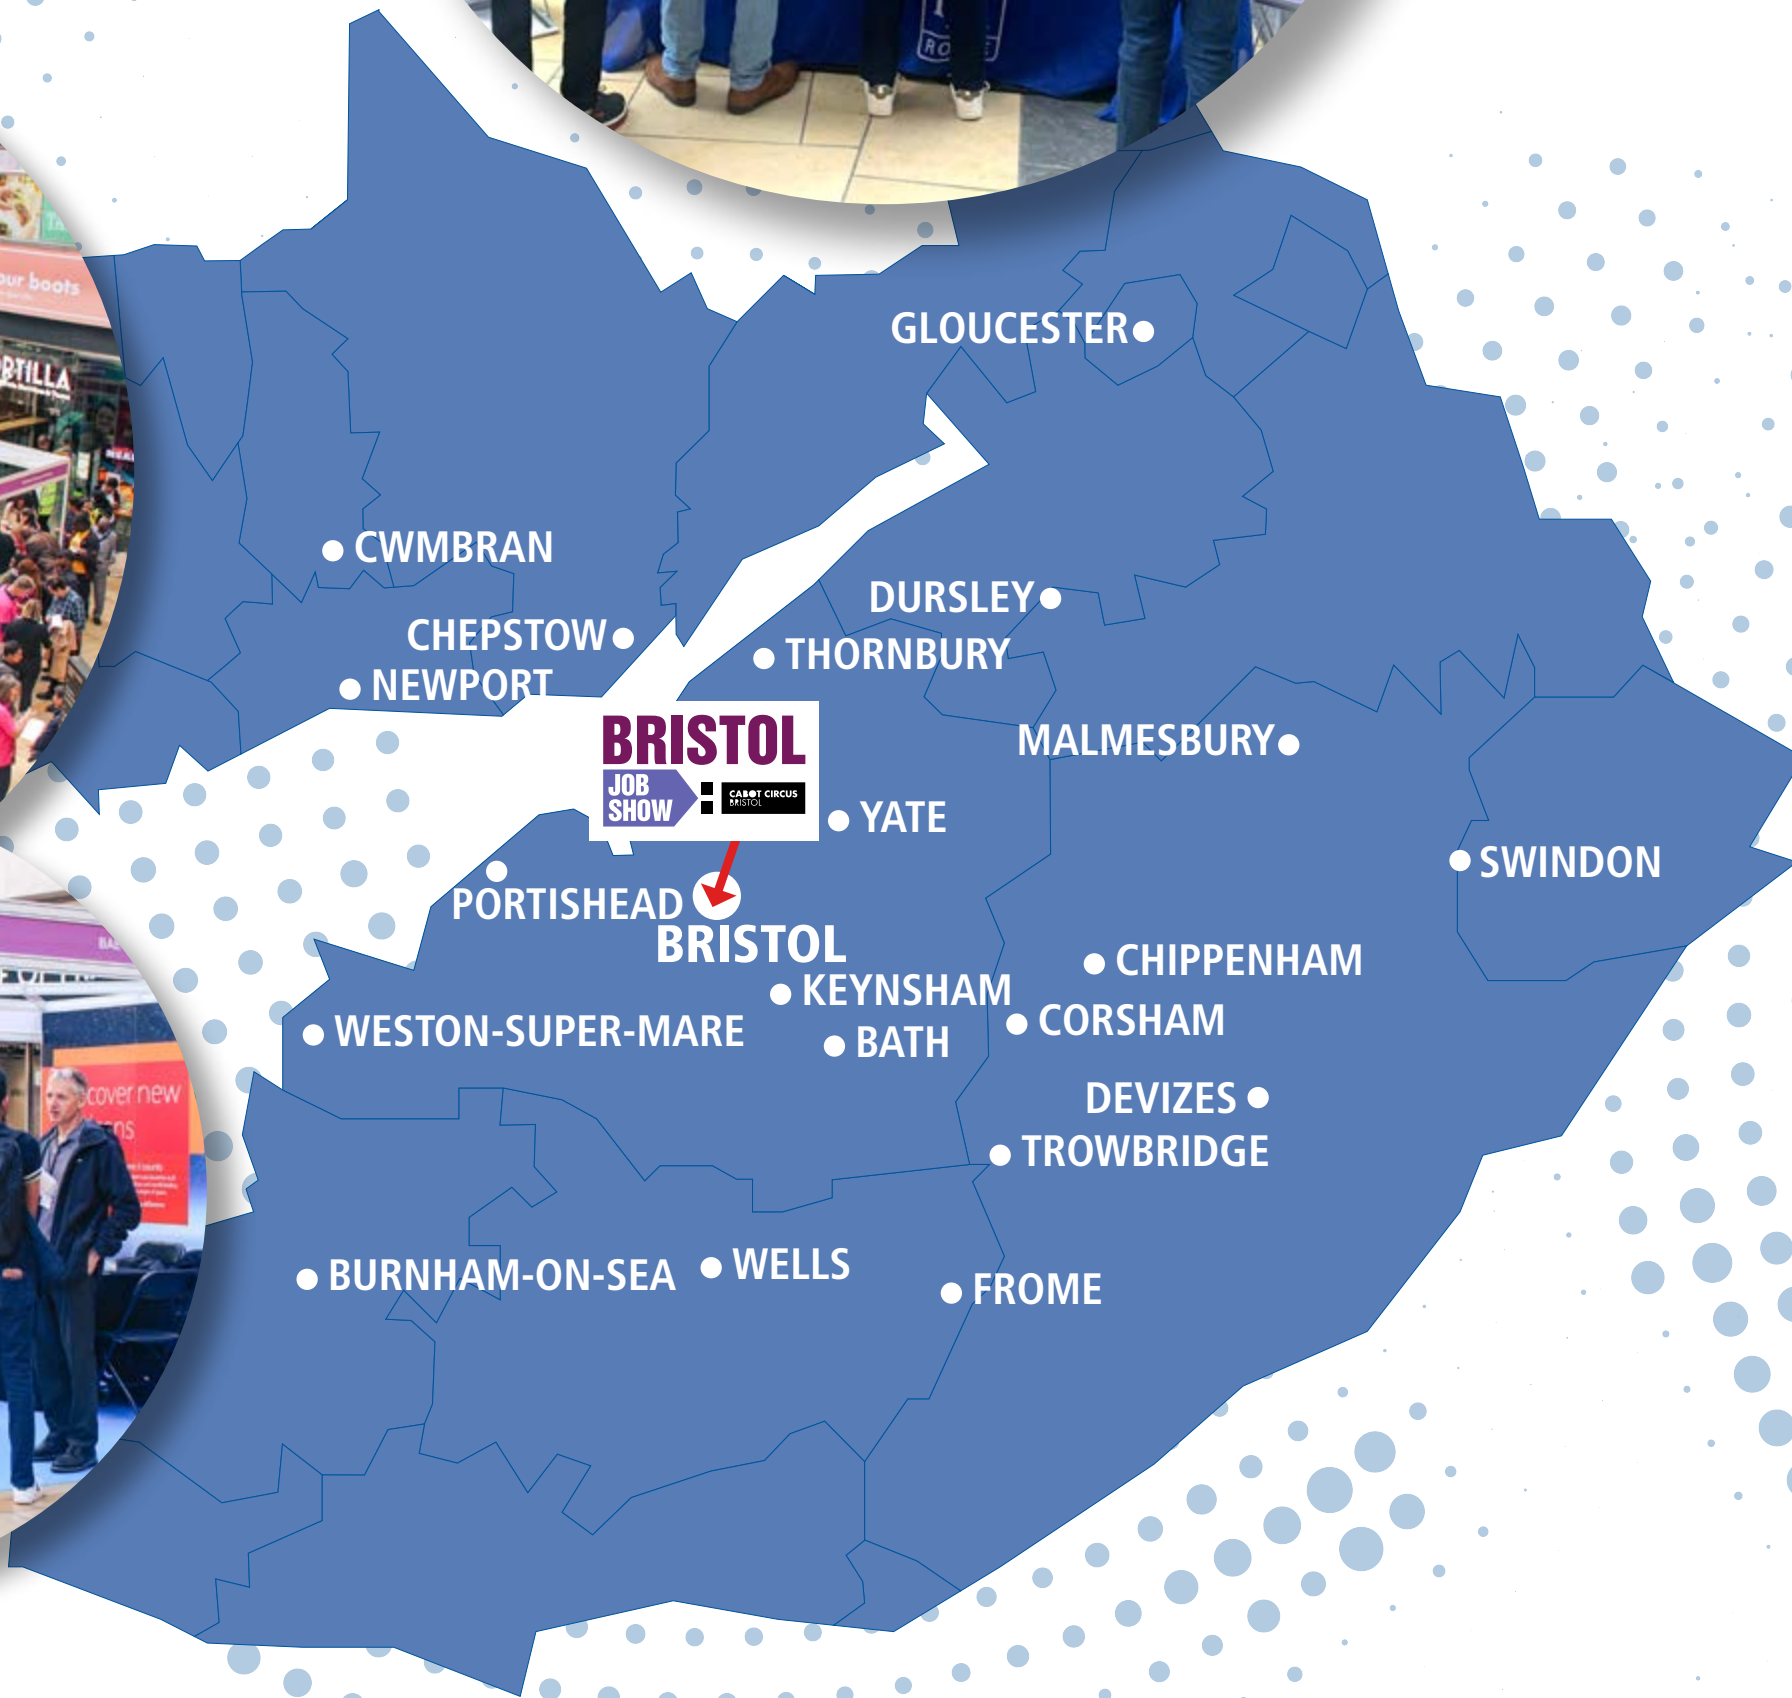 our boots
RTILLA
GLOUCESTER
CWMBRAN
DURSLEY
CHEPSTOW
THORNBURY
NEWPORT
BRISTOL
JOB
SHOW
CABOT CIRCUS
BRISTOL
MALMESBURY
YATE
SWINDON
PORTISHEAD
BRISTOL
CHIPPENHAM
KEYNSHAM
CORSHAM
WESTON-SUPER-MARE
BATH
cover new
DEVIZES
TROWBRIDGE
WELLS
BURNHAM-ON-SEA
FROME